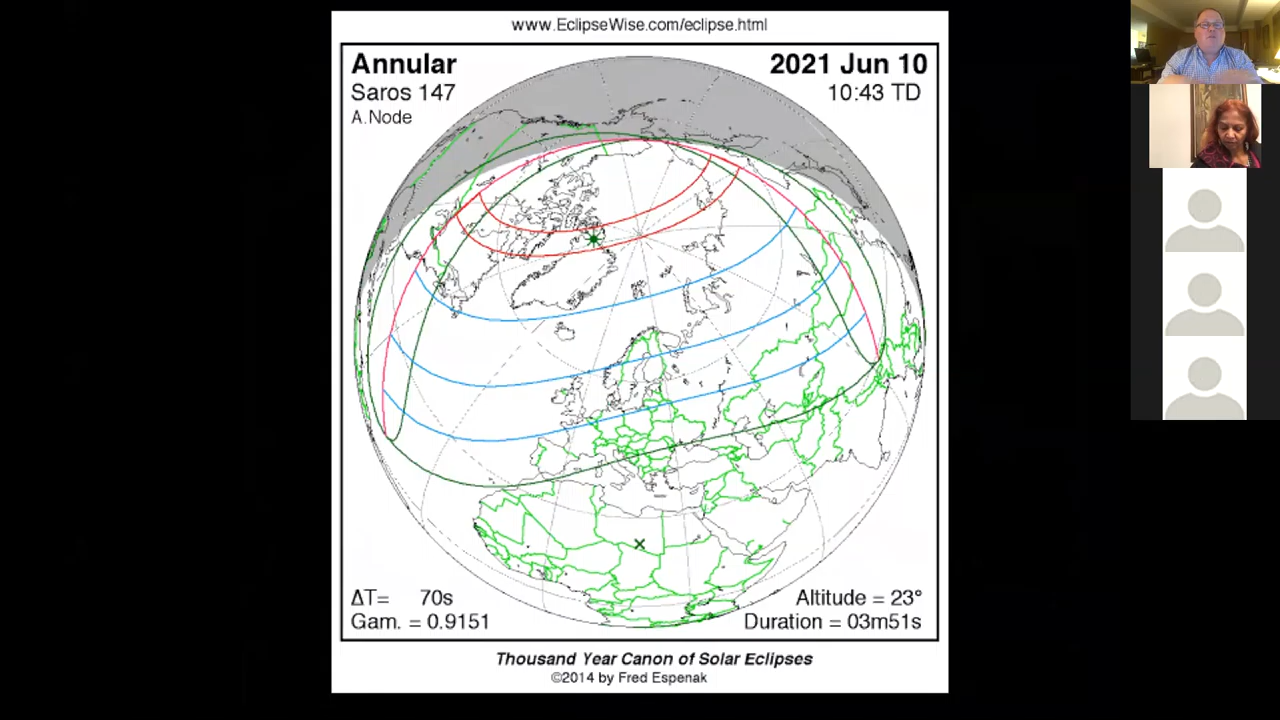 www.EclipseWise.com/eclipse.html
Annular
2021 Jun 10
Saros 147
10:43 TD
A.Node
ΔT= 70s
Altitude = 23°
Gam. = 0.9151
Duration = 03m51s
Thousand Year Canon of Solar Eclipses
©2014 by Fred Espenak